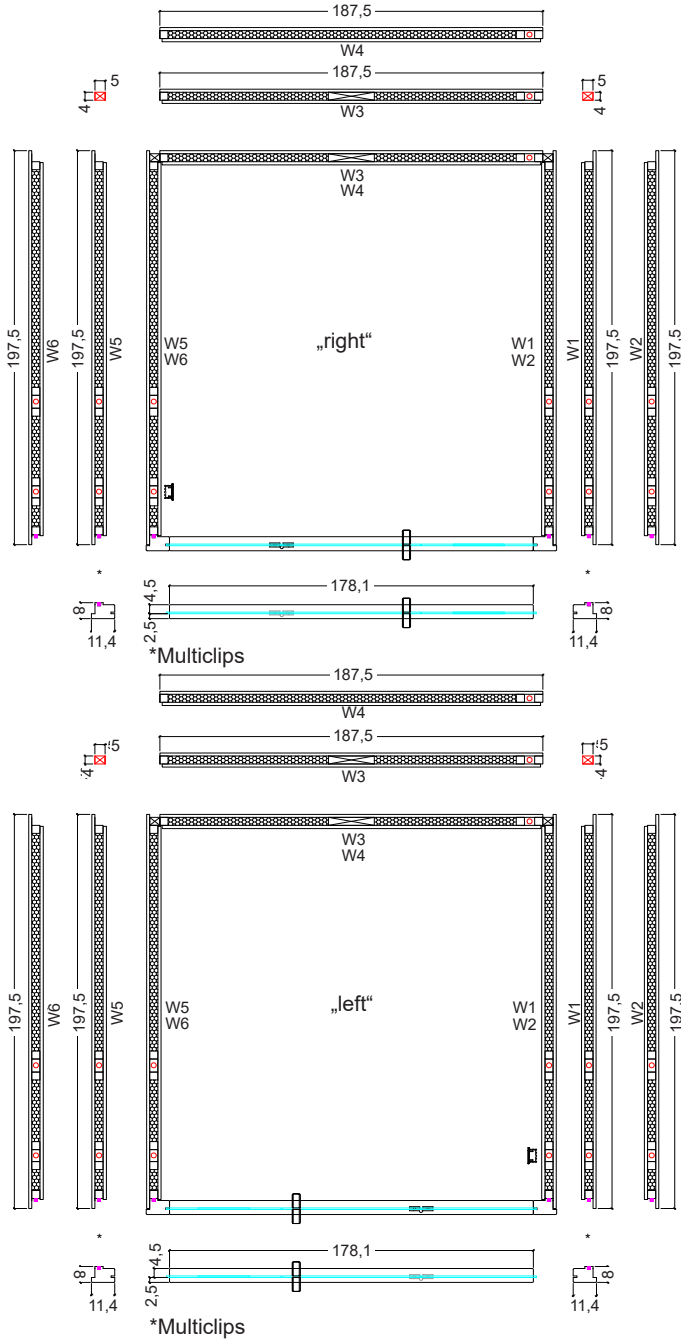 187,5
W4
187,5
5
5
4
W3
4
W3
W4
197,5
W6
197,5
W5
W5
W6
„right“
W1
W2
W1
197,5
W2
197,5
*
*
178,1
4,5
8
8
11,4
2,5
11,4
*Multiclips
187,5
W4
187,5
5
5
4
W3
4
W3
W4
197,5
W6
197,5
W5
W5
W6
„left“
W1
W2
W1
197,5
W2
197,5
*
*
178,1
4,5
8
8
11,4
2,5
11,4
*Multiclips